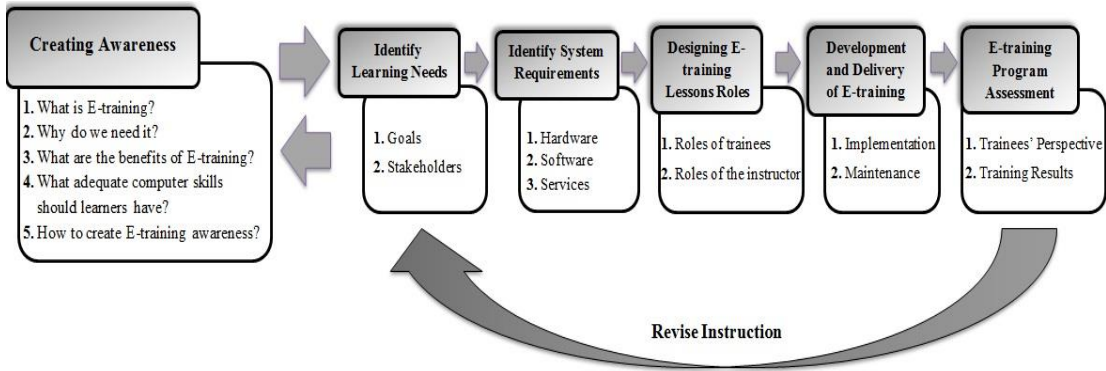 Creating Awareness
1. What is E-training?
2. Why do we need it?
3. What are the benefits of E-training?
4. What adequate computer skills
should learners have?
5. How to create E-training awareness?
Identify
Learning Needs
1. Goals
2. Stakeholders
Identify System
Requirements
1. Hardware
2. Software
3. Services
Designing E-
training
Lessons Roles
1. Roles of trainees
2. Roles of the instructor
Development
and Delivery
of E-training
1. Implementation
2. Maintenance
E-training
Program
Assessment
1. Trainees’ Perspective
2. Training Results
Revise Instruction